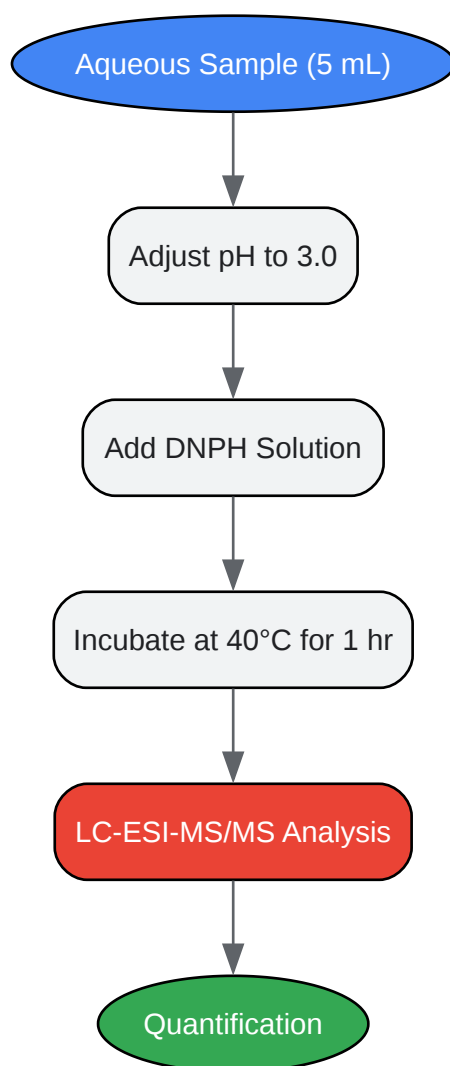 Aqueous Sample (5 mL)
Adjust pH to 3.0
Add DNPH Solution
Incubate at 40°C for 1 hr
LC-ESI-MS/MS Analysis
Quantification